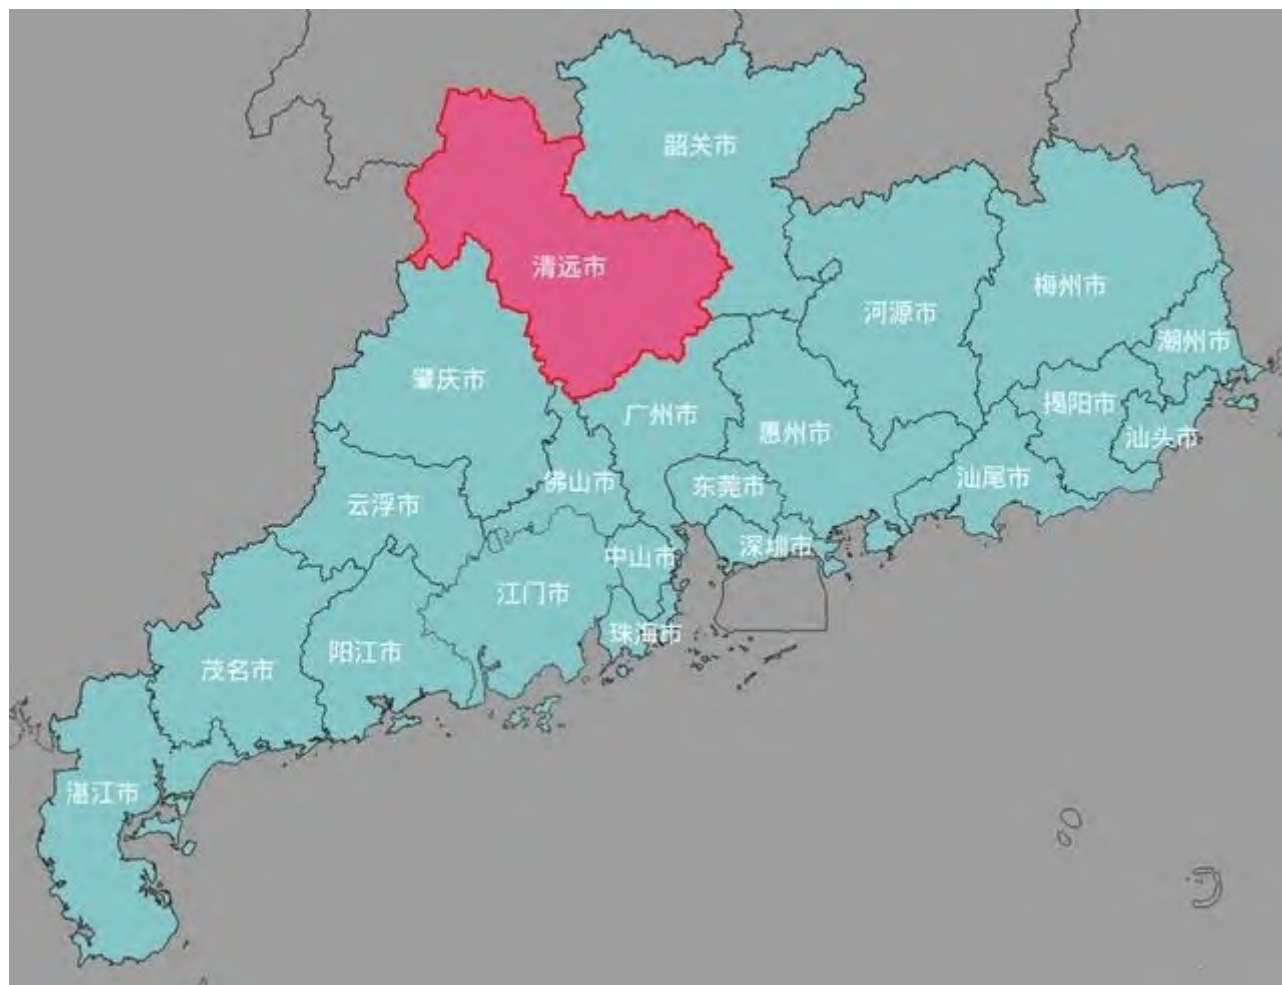 韶关市
清远市
梅州市
河源市
潮州市
肇庆市
揭阳市
广州市
惠州市
汕头市
汕尾市
佛山市
东莞市
云浮市
深圳市
中山市
江门市
珠海市
阳江市
茂名市
湛江市